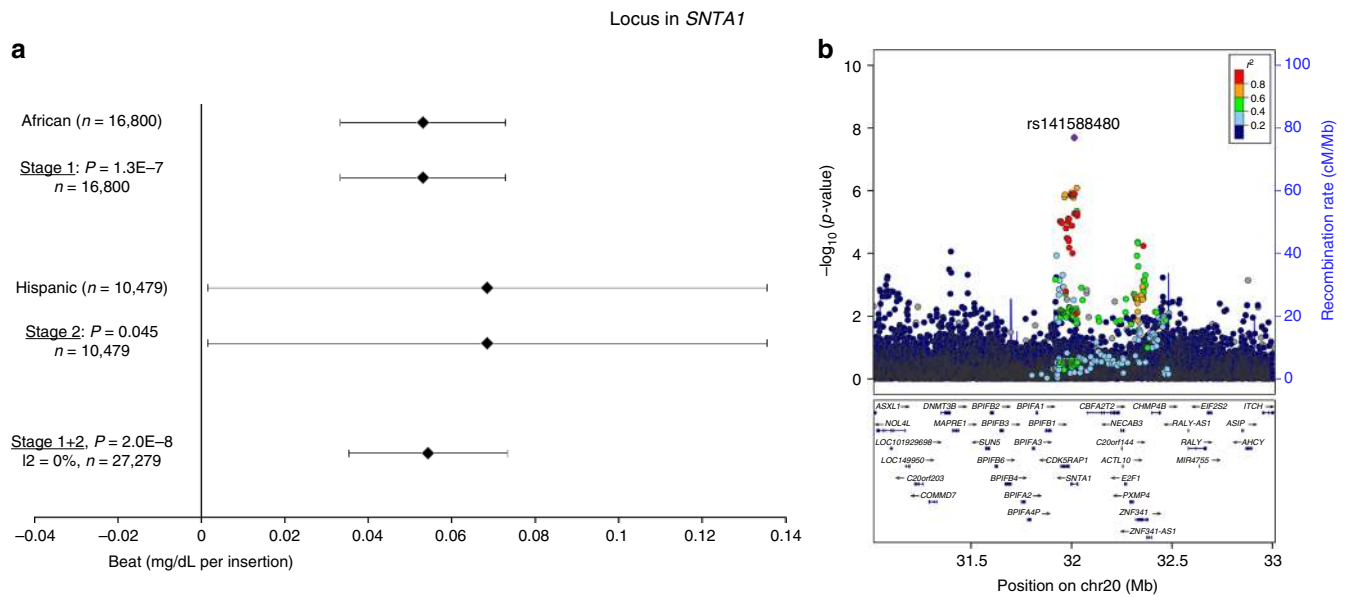 Locus in SNTA1
a
African (n = 16,800)
Stage 1: P = 1.3E–7
n = 16,800
Hispanic (n = 10,479)
Stage 2: P = 0.045
n = 10,479
Stage 1+2, P = 2.0E–8
I2 = 0%, n = 27,279
–0.04 –0.02 0 0.02 0.04 0.06 0.08 0.1 0.12 0.14
Beat (mg/dL per insertion)
b
10
8
6
4
2
0
–log10 (p-value)
rs141588480
r2
0.8
0.6
0.4
0.2
100
80
60
40
20
0
Recombination rate (cM/Mb)
ASXL1 DNMT3B BPIFB2 BPIFA1 CBFA2T2 CHMP4B EIF2S2 ITCH
NOL4L MAPRE1 BPIFB3 BPIFB1 NECAB3 RALY-AS1 ASIP
LOC101929698 SUN5 BPIFA3 C20orf144 RALY AHCY
LOC149950 BPIFB6 CDK5RAP1 ACTL10 MIR4755
C20orf203 BPIFB4 SNTA1 E2F1
COMMD7 BPIFA2 PXMP4
BPIFA4P ZNF341
ZNF341-AS1
31.5 32 32.5 33
Position on chr20 (Mb)